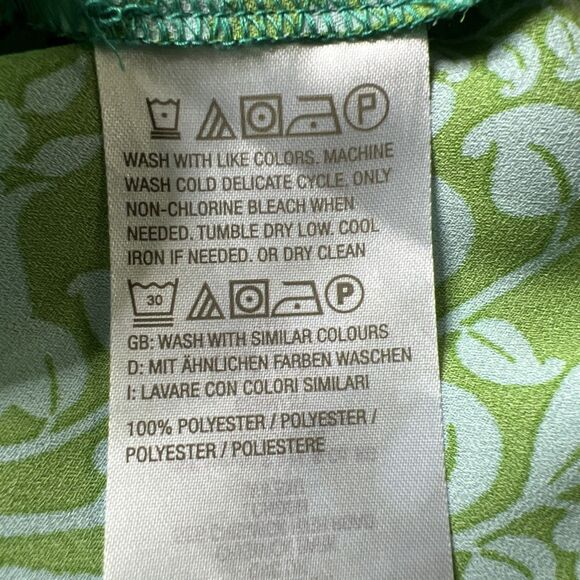 P
WASH WITH LIKE COLORS. MACHINE
WASH COLD DELICATE CYCLE. ONLY
NON-CHLORINE BLEACH WHEN
NEEDED. TUMBLE DRY LOW. COOL
IRON IF NEEDED. OR DRY CLEAN
30 P
GB: WASH WITH SIMILAR COLOURS
D: MIT ÄHNLICHEN FARBEN WASCHEN
I: LAVARE CON COLORI SIMILARI
100% POLYESTER / POLYESTER /
POLYESTER / POLIESTERE